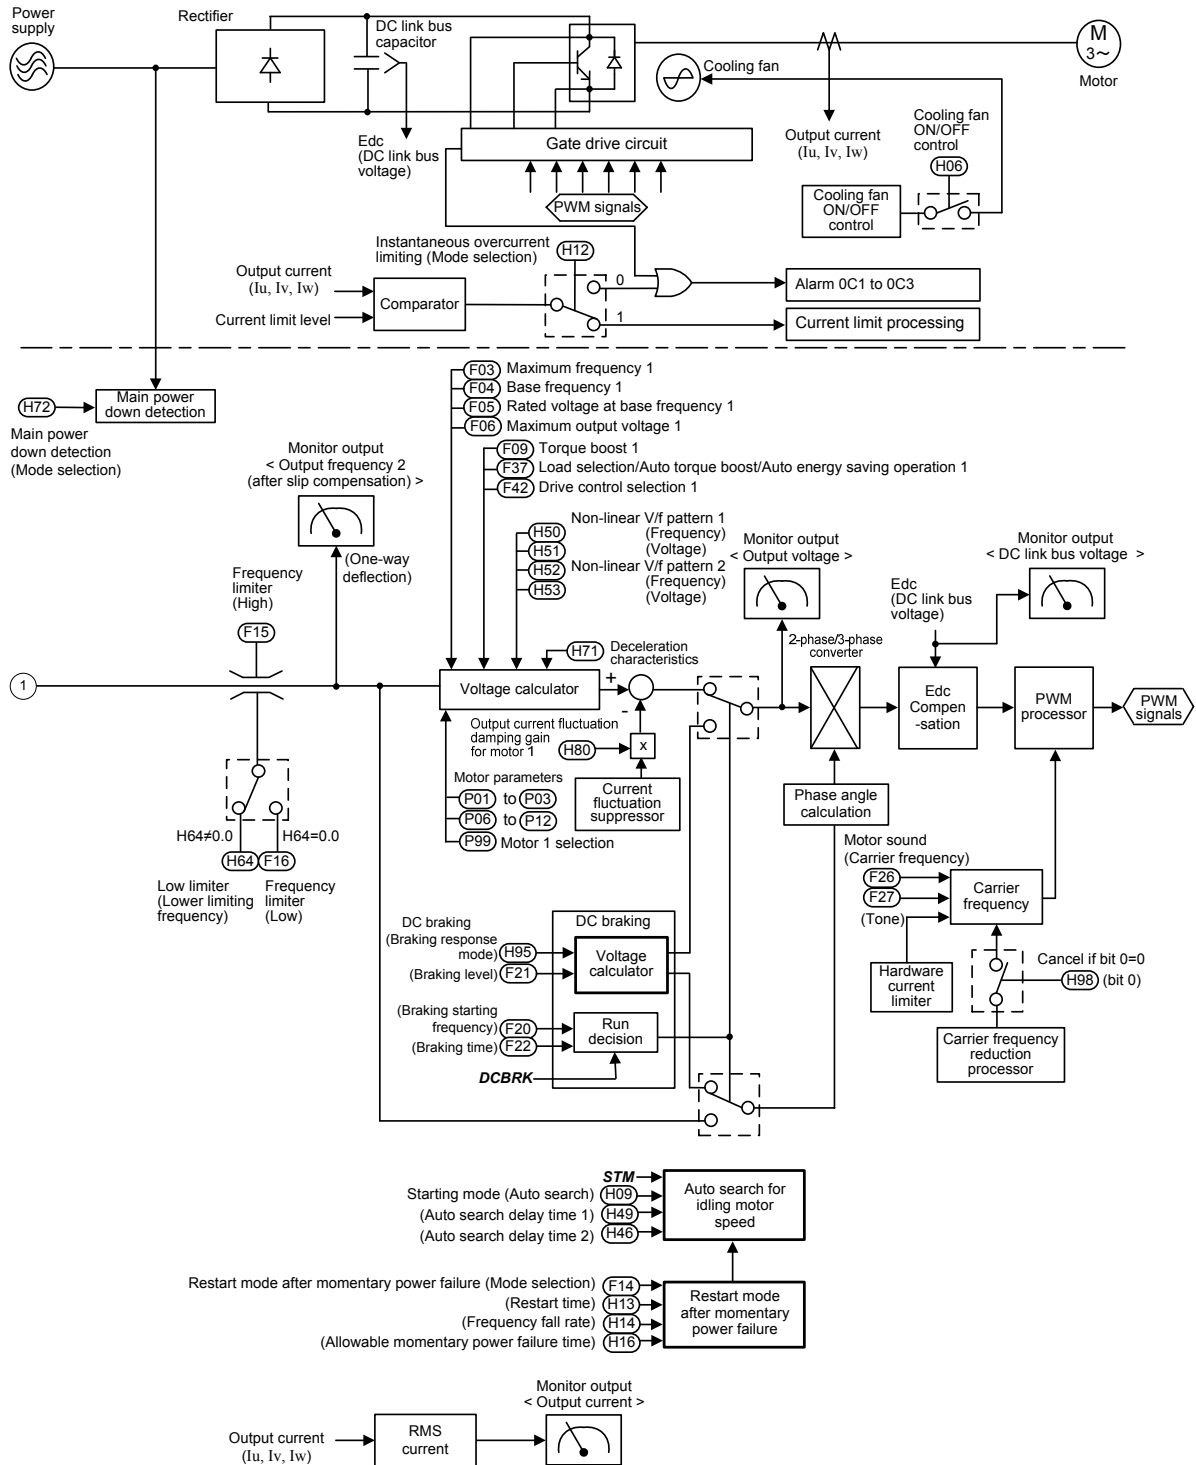 Power
supply
Rectifier
DC link bus
capacitor
M
3~
Motor
Cooling fan
Edc
(DC link bus
voltage)
Gate drive circuit
PWM signals
Output current
(Iu, Iv, Iw)
Cooling fan
ON/OFF
control
H06
Cooling fan
ON/OFF
control
Instantaneous overcurrent
limiting (Mode selection)
H12
Output current
(Iu, Iv, Iw)
Current limit level
Comparator
0
1
Alarm 0C1 to 0C3
Current limit processing
H72
Main power
down detection
Main power
down detection
(Mode selection)
F03 Maximum frequency 1
F04 Base frequency 1
F05 Rated voltage at base frequency 1
F06 Maximum output voltage 1
F09 Torque boost 1
F37 Load selection/Auto torque boost/Auto energy saving operation 1
F42 Drive control selection 1
Monitor output
< Output frequency 2
(after slip compensation) >
(One-way
deflection)
Non-linear V/f pattern 1
H50 (Frequency)
H51 (Voltage)
Non-linear V/f pattern 2
H52 (Frequency)
H53 (Voltage)
Monitor output
< Output voltage >
Monitor output
< DC link bus voltage >
Edc
(DC link bus
voltage)
Frequency
limiter
(High)
F15
H71 Deceleration
characteristics
2-phase/3-phase
converter
1
Voltage calculator
+
-
Edc
Compen
-sation
PWM
processor
PWM
signals
Output current fluctuation
damping gain
for motor 1
H80
x
Current
fluctuation
suppressor
Motor parameters
P01 to P03
P06 to P12
P99 Motor 1 selection
Phase angle
calculation
H64≠0.0
H64=0.0
H64
F16
Low limiter
(Lower limiting
frequency)
Frequency
limiter
(Low)
Motor sound
(Carrier frequency)
F26
F27
(Tone)
Carrier
frequency
Hardware
current
limiter
Cancel if bit 0=0
H98 (bit 0)
Carrier frequency
reduction
processor
DC braking
DC braking
(Braking response
mode) H95
(Braking level) F21
Voltage
calculator
(Braking starting
frequency) F20
(Braking time) F22
Run
decision
DCBRK
STM
Starting mode (Auto search) H09
(Auto search delay time 1) H49
(Auto search delay time 2) H46
Auto search for
idling motor
speed
Restart mode after momentary power failure (Mode selection) F14
(Restart time) H13
(Frequency fall rate) H14
(Allowable momentary power failure time) H16
Restart mode
after momentary
power failure
Monitor output
< Output current >
Output current
(Iu, Iv, Iw)
RMS
current